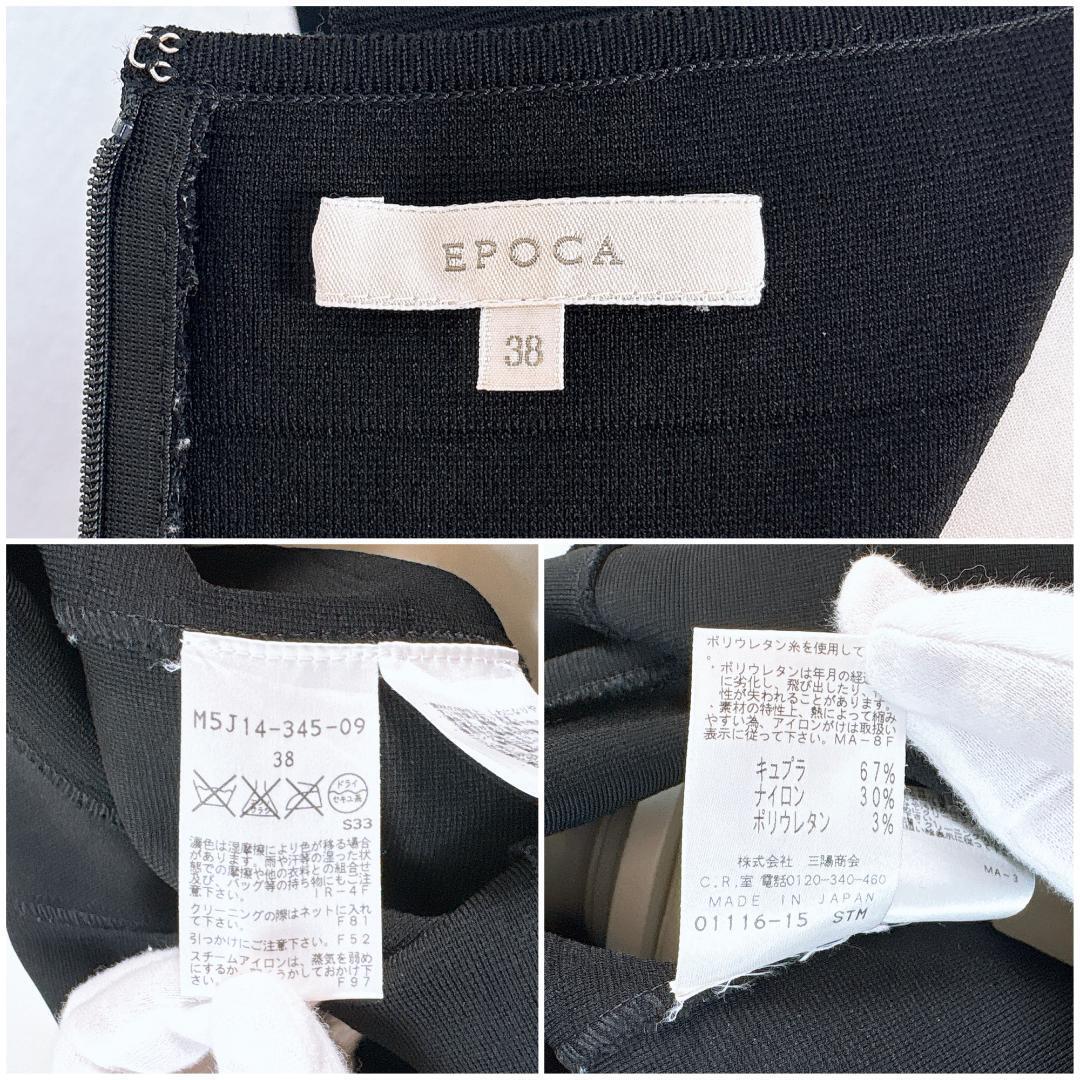 EPOCA
38
M5J14-345-09
38
ドライ
セキユ系
S33
濃色は湿摩擦により色が移る場合
があります。雨や汗等の湿った状
態での摩擦や他の衣料との組合せ
及び、バッグ等の持ち物にもご注
意下さい。 IR-4F
クリーニングの際はネットに入れ
て下さい。 F81
引っかけにご注意下さい。F52
スチームアイロンは、蒸気を弱め
にするか、 うかしておかけ下
さい。 F97
ポリウレタン糸を使用して
。
・ポリウレタンは年月の経
に劣化し、飛び出したり、
性が失われることがあります。
、素材の特性上、熱によって縮み
やすい為、アイロンがけは取扱い
表示に従って下さい。MA-8F
キュプラ 67%
ナイロン 30%
ポリウレタン 3%
株式会社 三陽商会
C.R.室 電話0120-340-460
MADE IN JAPAN
01116-15 STM
MA-3